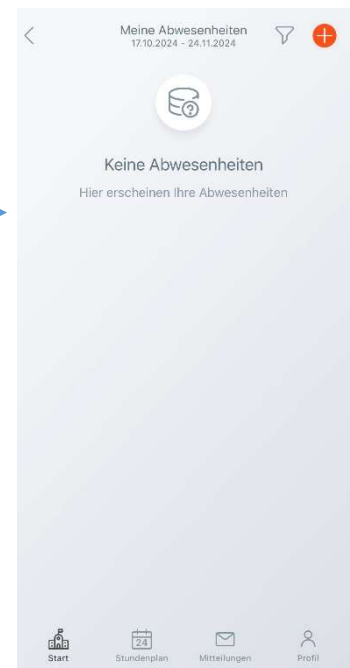 Meine Abwesenheiten
17.10.2024 - 24.11.2024
Keine Abwesenheiten
Hier erscheinen Ihre Abwesenheiten
24
Start
Stundenplan
Mitteilungen
Profil